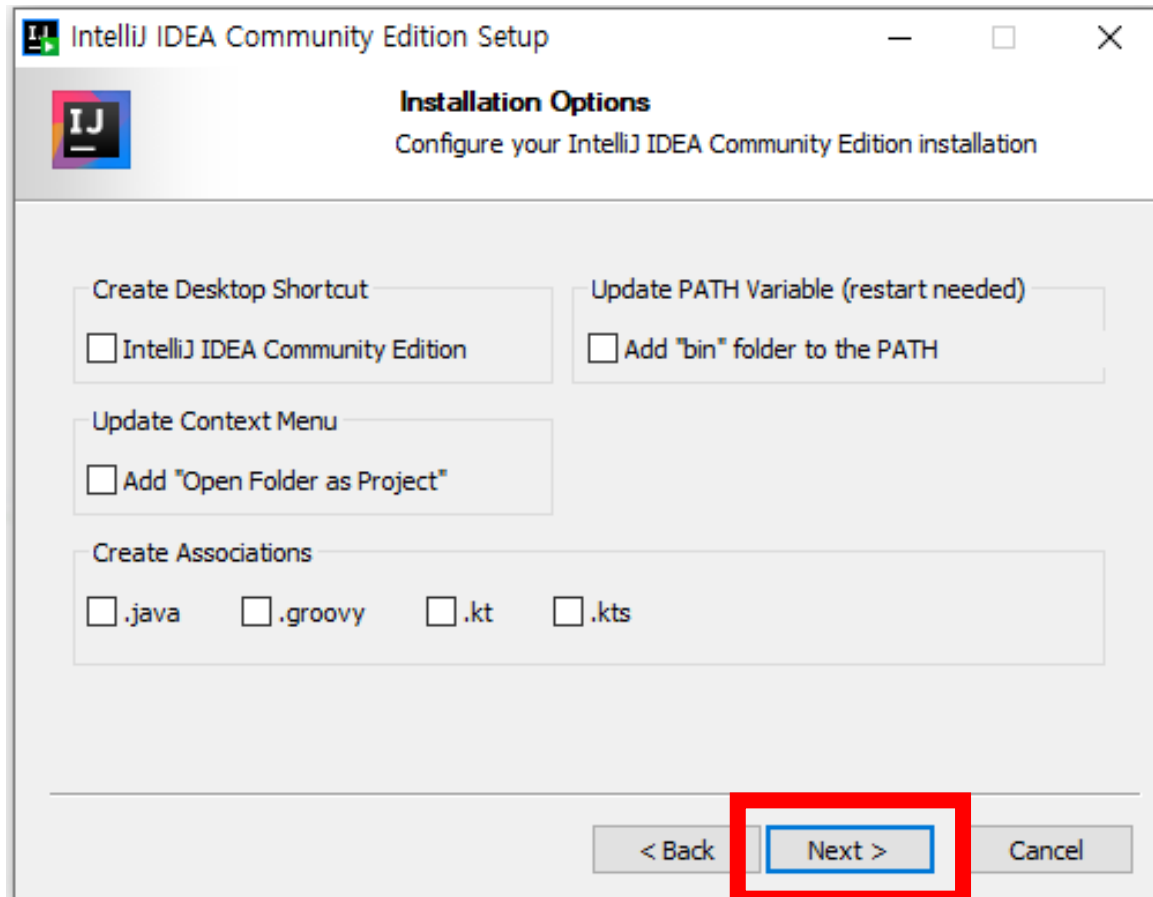 IntelliJ IDEA Community Edition Setup
IJ
Installation Options
Configure your IntelliJ IDEA Community Edition installation
Create Desktop Shortcut
IntelliJ IDEA Community Edition
Update PATH Variable (restart needed)
Add "bin" folder to the PATH
Update Context Menu
Add "Open Folder as Project"
Create Associations
.java .groovy .kt .kts
< Back Next > Cancel